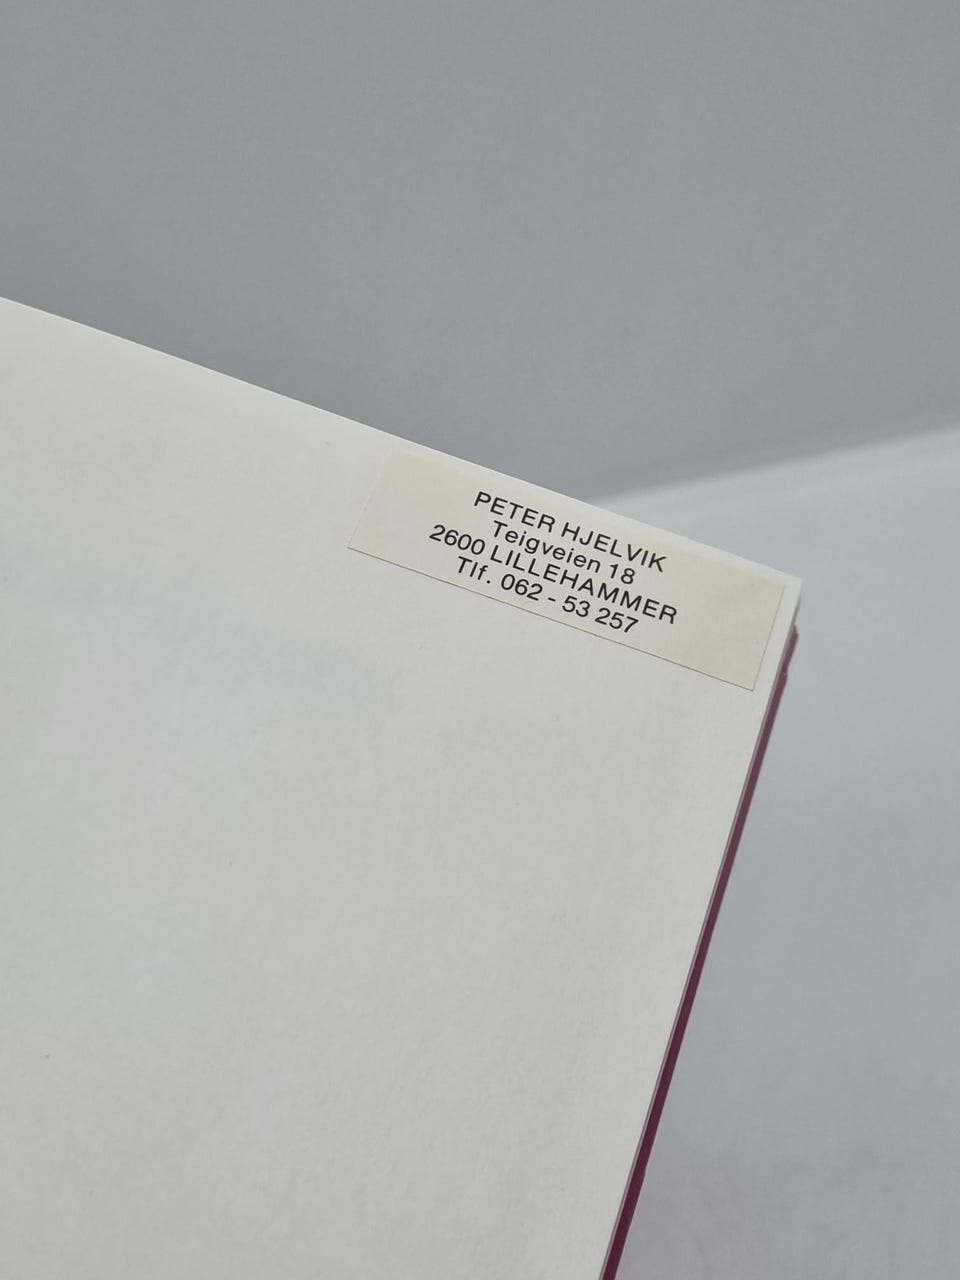 PETER HJELVIK
Teigveien 18
2600 LILLEHAMMER
Tlf. 062 - 53 257